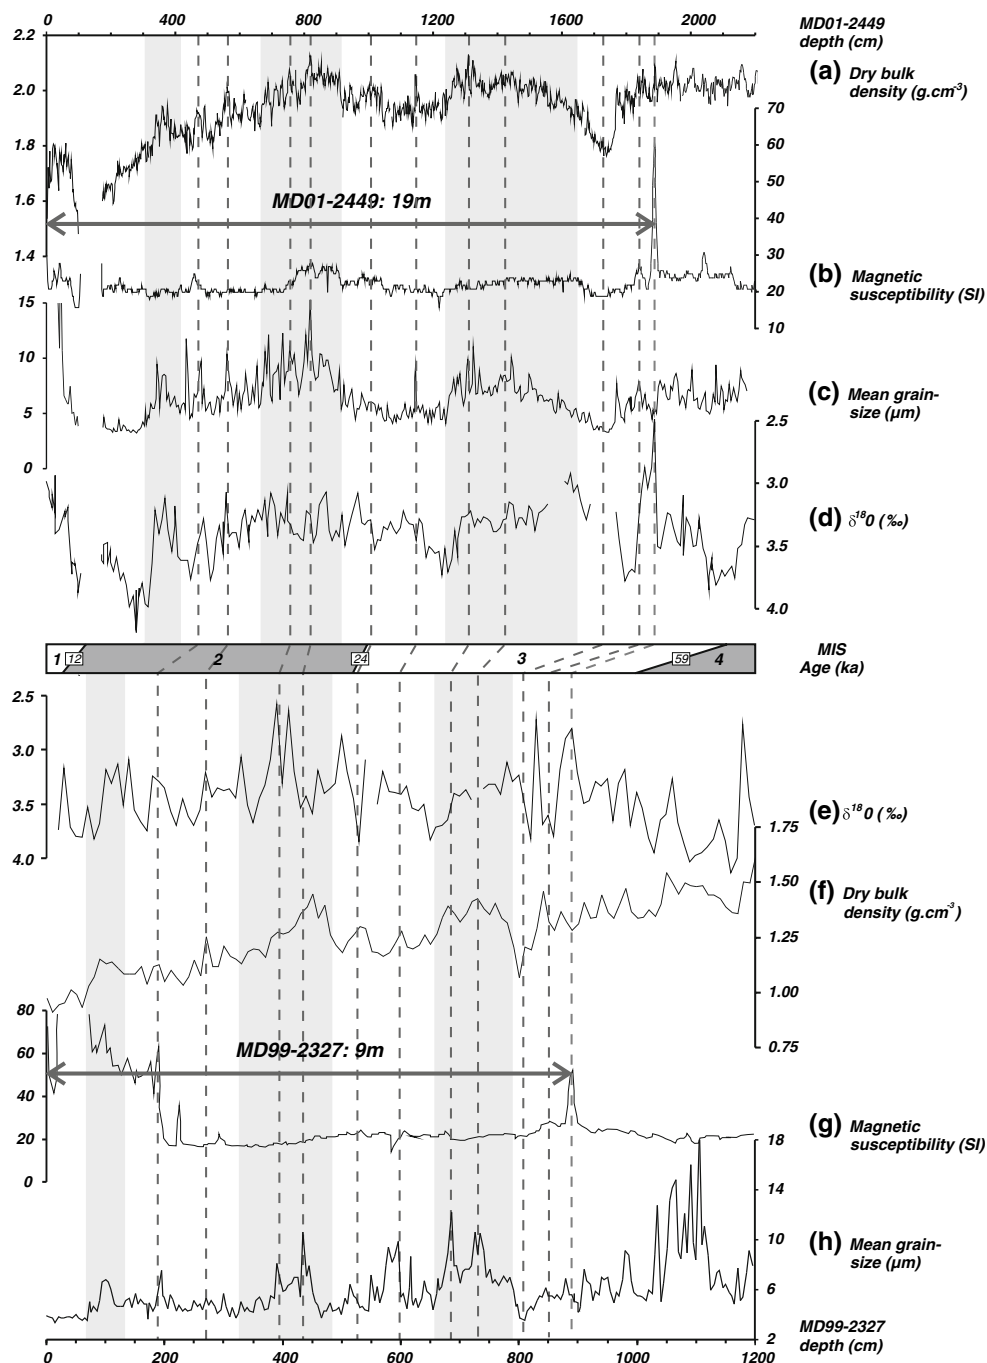 0 400 800 1200 1600 2000 MD01-2449
depth (cm)
2.2
2.0
1.8
1.6
1.4
(a) Dry bulk
density (g.cm-3)
70
60
50
40
30
20
10
MD01-2449: 19m
(b) Magnetic
susceptibility (SI)
15
10
5
0
(c) Mean grain-
size (µm)
2.5
3.0
3.5
4.0
(d) δ18O (‰)
1 12 2 24 3 59 4
MIS
Age (ka)
2.5
3.0
3.5
4.0
(e) δ18O (‰)
1.75
1.50
1.25
1.00
0.75
(f) Dry bulk
density (g.cm-3)
80
60
40
20
0
MD99-2327: 9m
(g) Magnetic
susceptibility (SI)
18
14
10
6
2
(h) Mean grain-
size (µm)
MD99-2327
depth (cm)
0 200 400 600 800 1000 1200